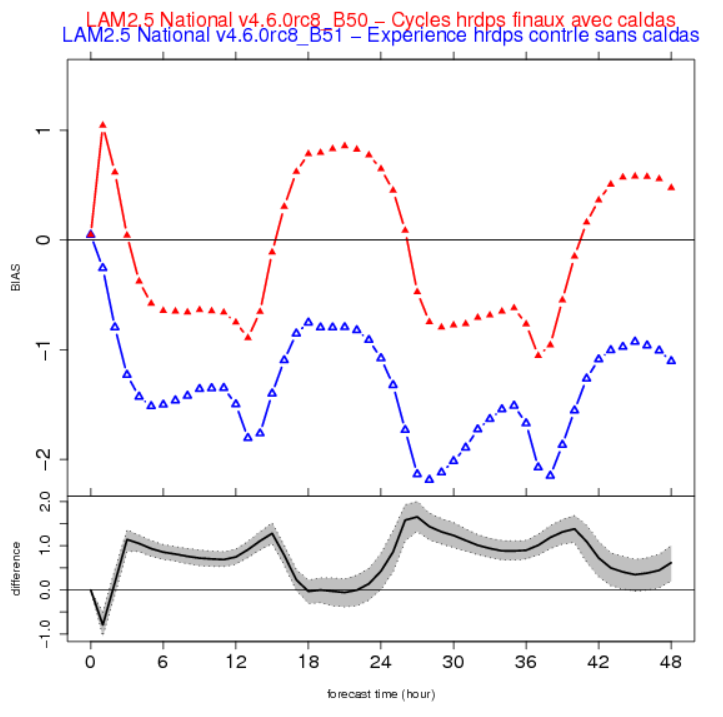 LAM2.5 National v4.6.0rc8_B50 − Cycles hrdps finaux avec caldas
LAM2.5 National v4.6.0rc8_B51 − Expérience hrdps contrle sans caldas
BIAS
1
0
−1
−2
difference
2.0
1.0
0.0
−1.0
0 6 12 18 24 30 36 42 48
forecast time (hour)